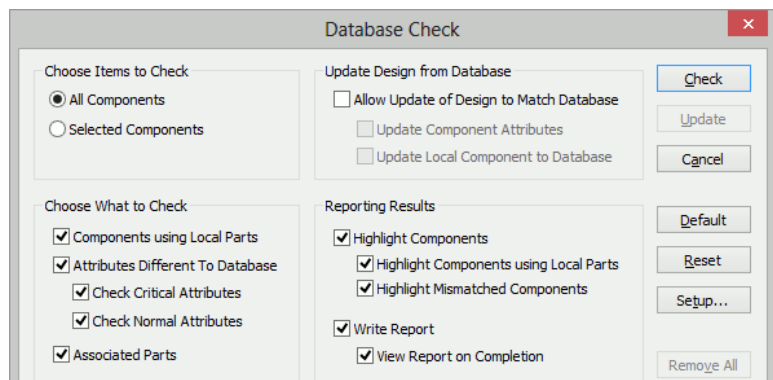 Database Check
Choose Items to Check
All Components
Selected Components
Update Design from Database
Allow Update of Design to Match Database
Update Component Attributes
Update Local Component to Database
Check
Update
Cancel
Choose What to Check
Components using Local Parts
Attributes Different To Database
Check Critical Attributes
Check Normal Attributes
Associated Parts
Reporting Results
Highlight Components
Highlight Components using Local Parts
Highlight Mismatched Components
Write Report
View Report on Completion
Default
Reset
Setup...
Remove All